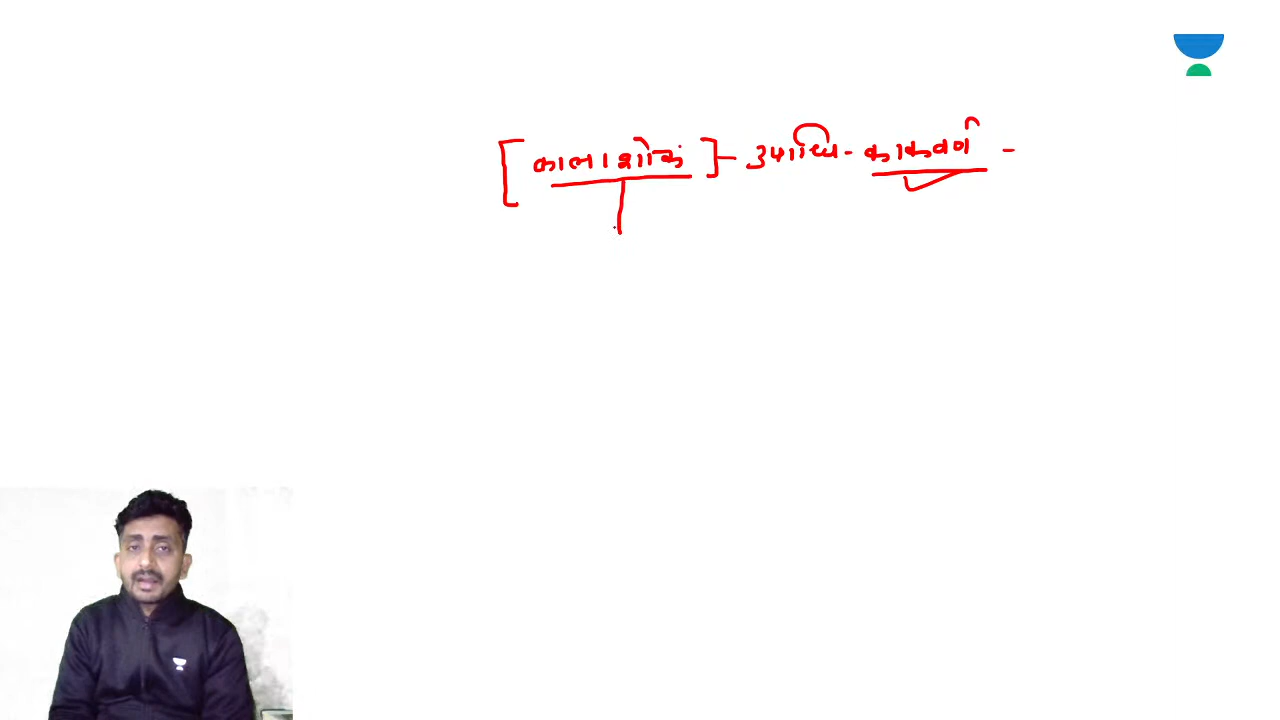 [ कालाशोक ] - उपाधि - काकवर्ण -